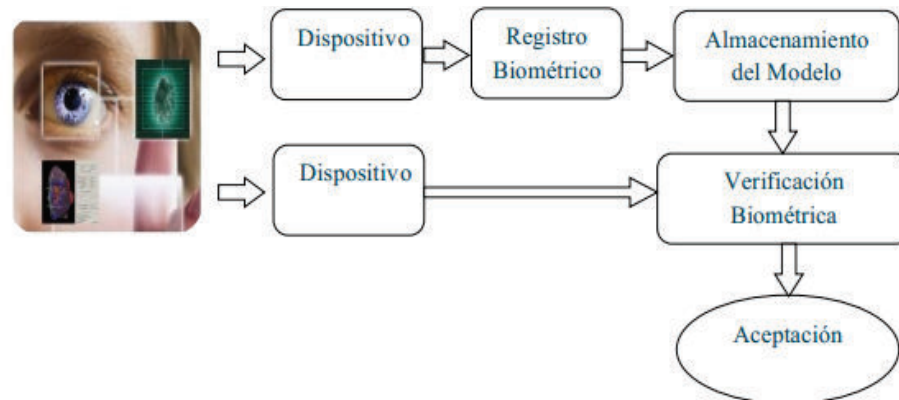 Dispositivo
Registro
Biométrico
Almacenamiento
del Modelo
Dispositivo
Verificación
Biométrica
Aceptación